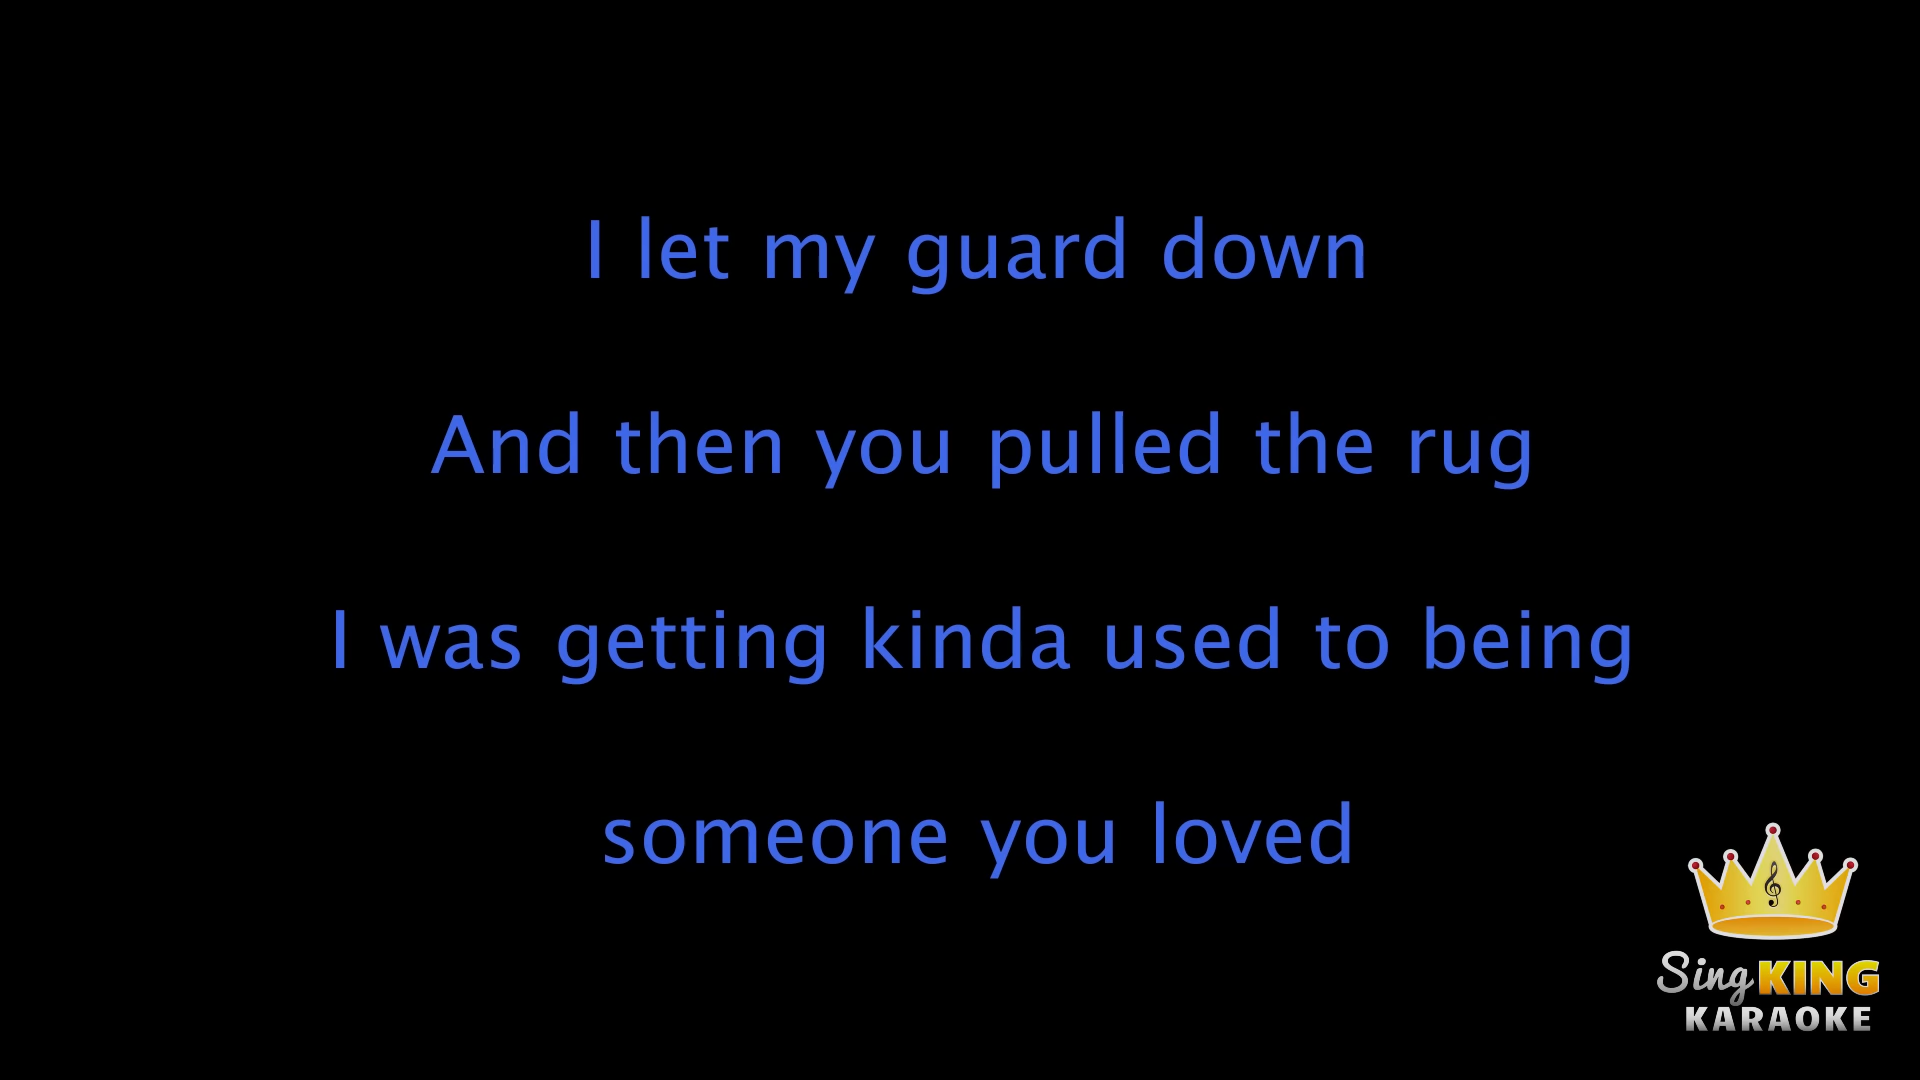 I let my guard down
And then you pulled the rug
I was getting kinda used to being
someone you loved
Sing KING
KARAOKE